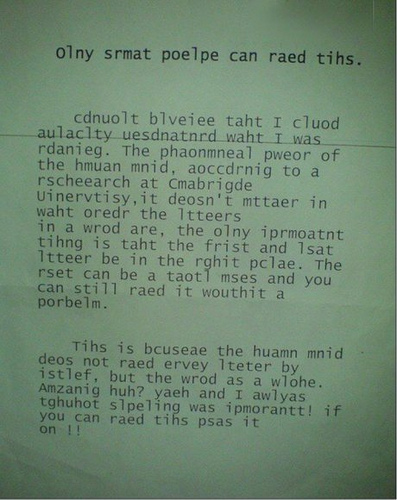 Olny srmat poelpe can raed tihs.
cdnuolt blveiee taht I cluod
aulaclty uesdnatnrd waht I was
rdanieg. The phaonmneal pweor of
the hmuan mnid, aoccdrnig to a
rscheearch at Cmabrigde
Uinervtisy,it deosn't mttaer in
waht oredr the ltteers
in a wrod are, the olny iprmoatnt
tihng is taht the frist and lsat
ltteer be in the rghit pclae. The
rset can be a taotl mses and you
can still raed it wouthit a
porbelm.
Tihs is bcuseae the huamn mnid
deos not raed ervey lteter by
istlef, but the wrod as a wlohe.
Amzanig huh? yaeh and I awlyas
tghuhot slpeling was ipmorantt! if
you can raed tihs psas it
on !!